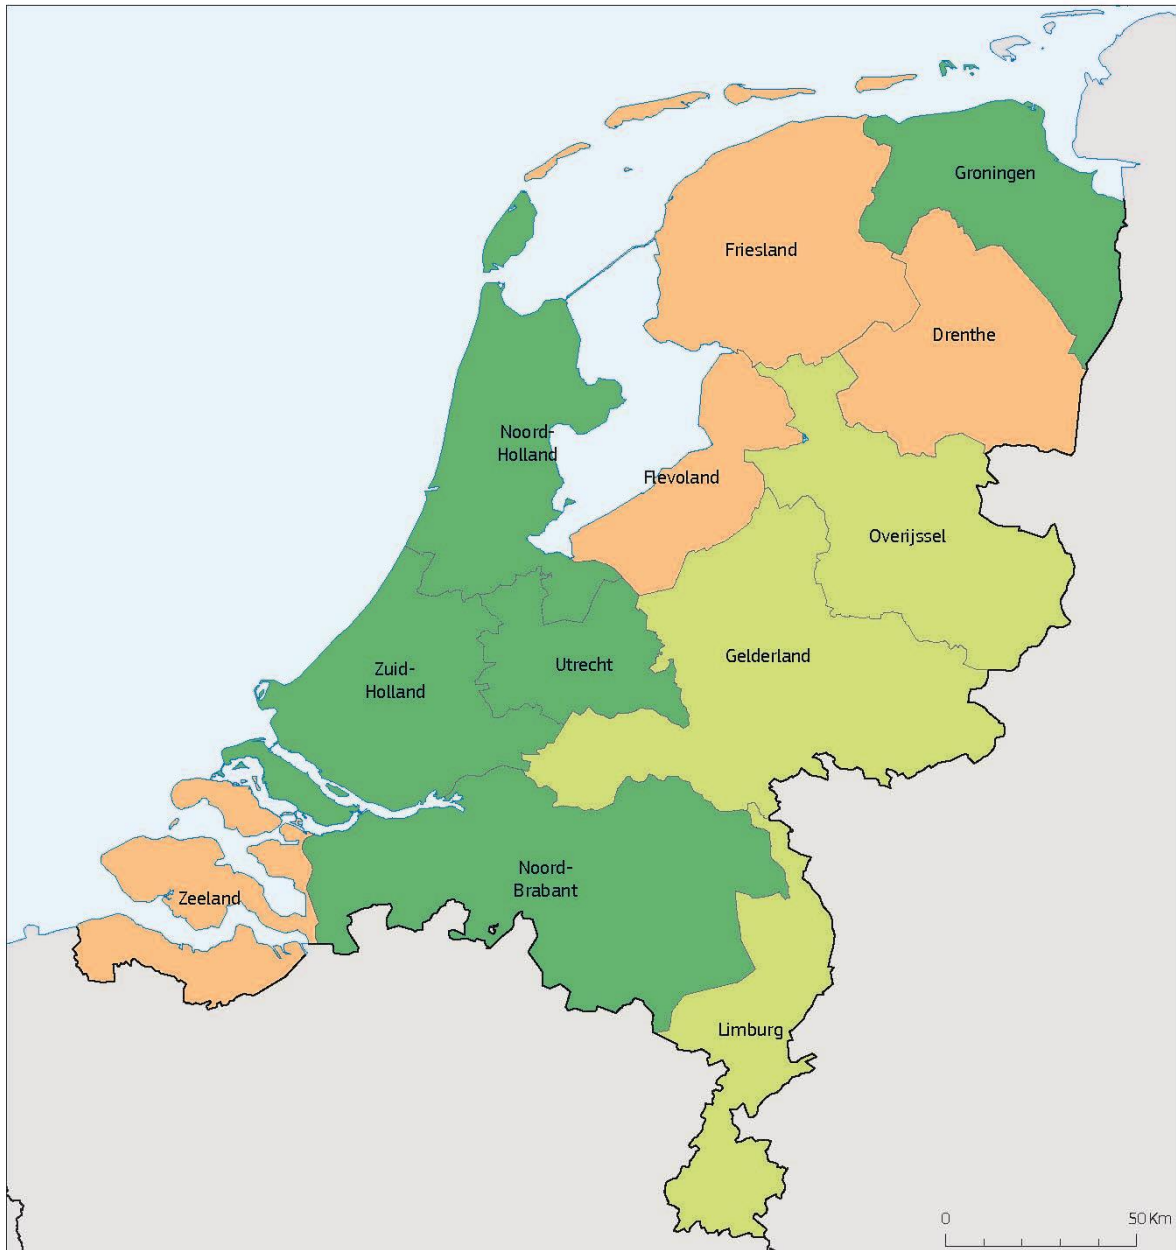 Groningen
Friesland
Drenthe
Noord-
Holland
Flevoland
Overijssel
Zuid-
Holland
Utrecht
Gelderland
Noord-
Brabant
Zeeland
Limburg
0 50 Km